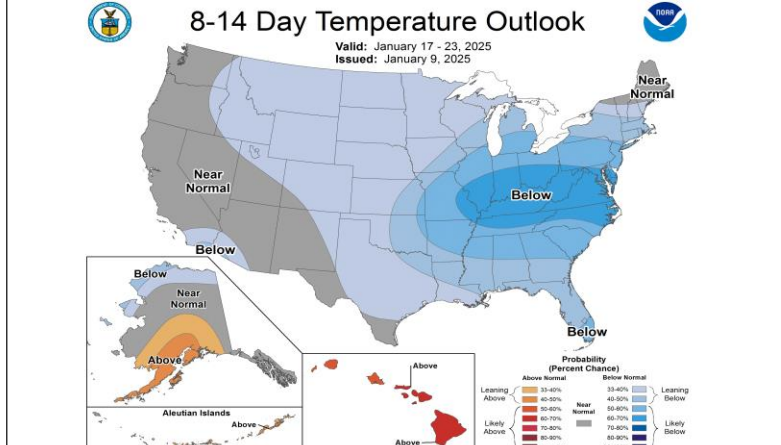 8-14 Day Temperature Outlook
NOAA
Valid: January 17 - 23, 2025
Issued: January 9, 2025
Near
Normal
Near
Normal
Below
Below
Below
Below
Near
Normal
Above
Aleutian Islands
Above
Above
Above
Probability
(Percent Chance)
Above Normal
Below Normal
Leaning
Above
33-40%
40-50%
Likely
Above
50-60%
60-70%
70-80%
80-90%
Near
Normal
33-40%
40-50%
Leaning
Below
50-60%
60-70%
70-80%
80-90%
Likely
Below